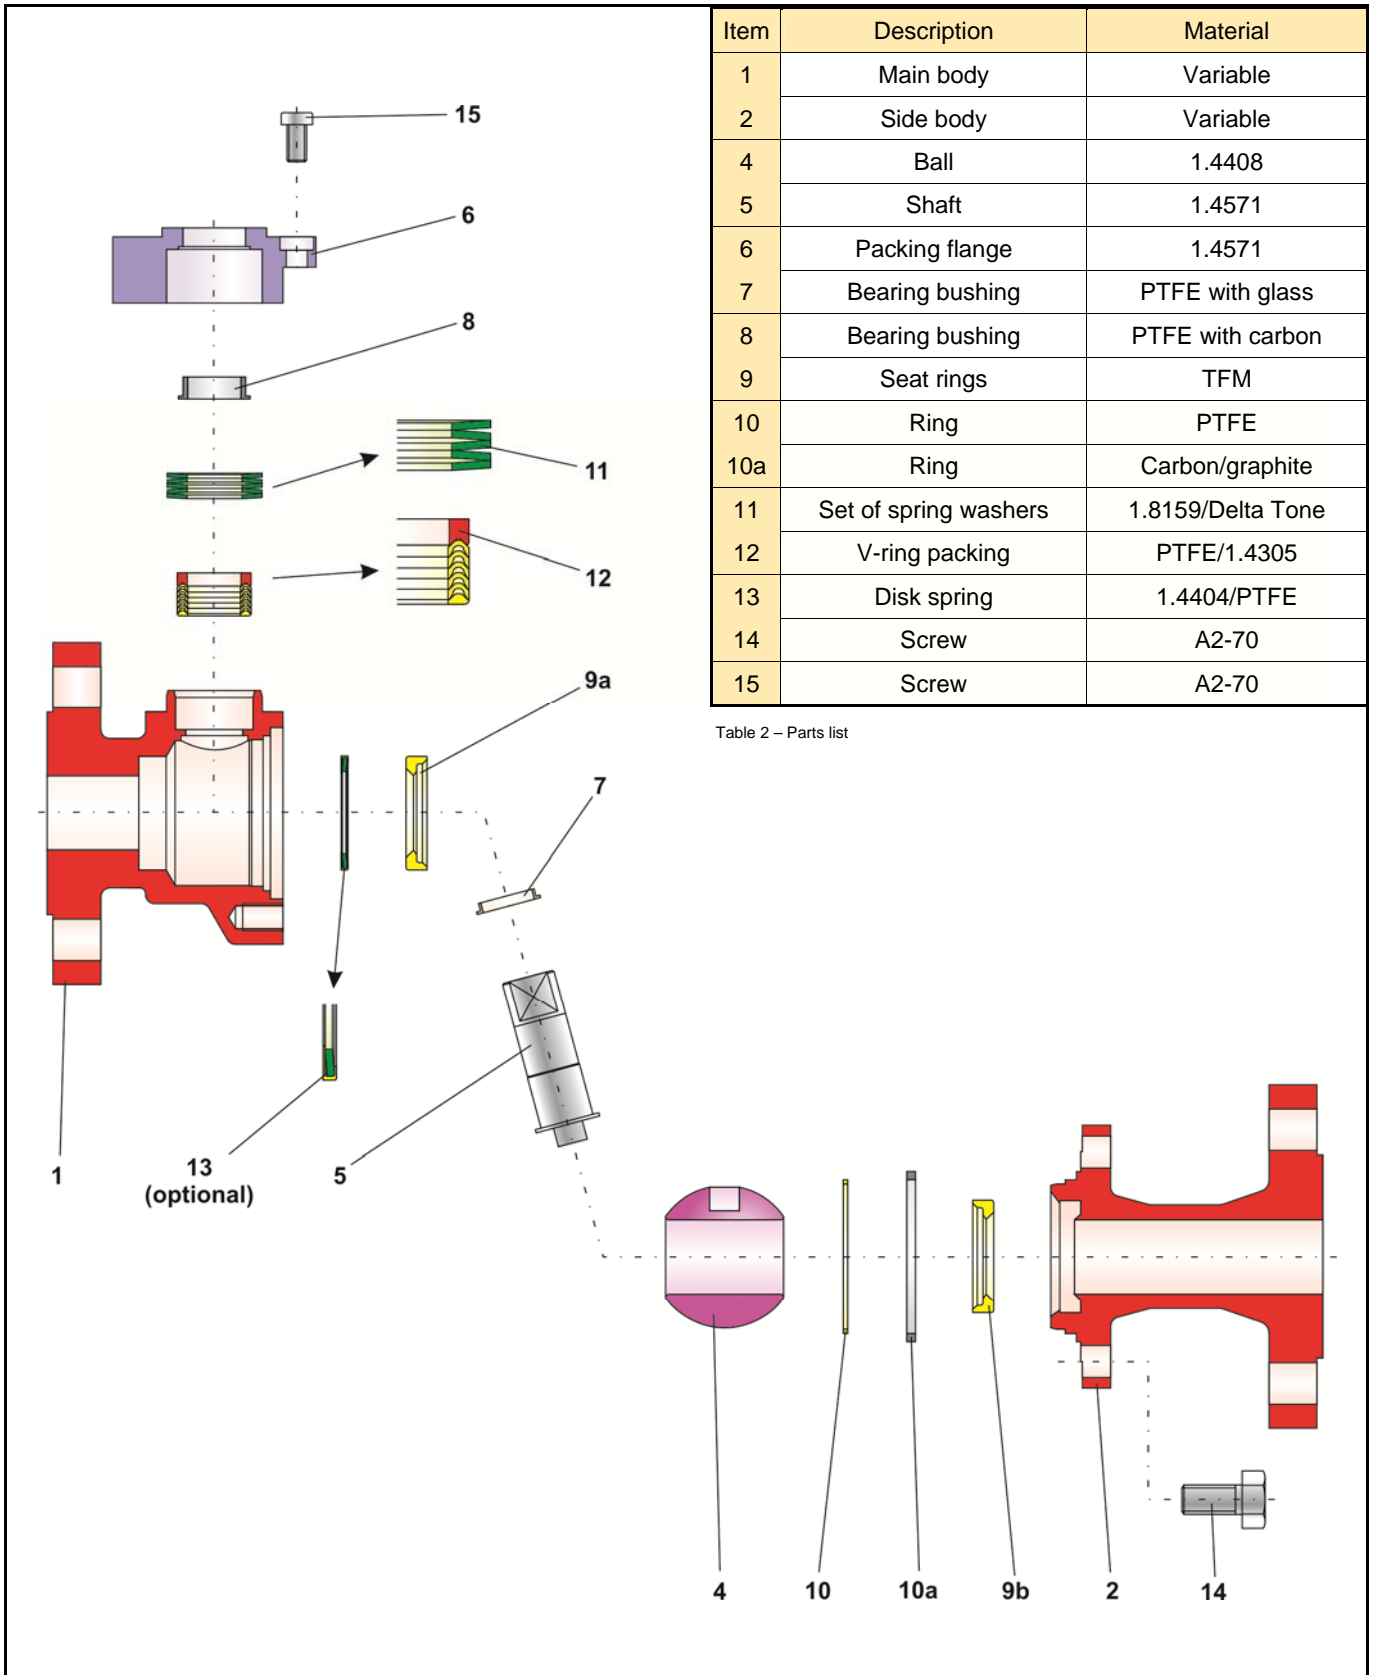 Item Description Material
1 Main body Variable
2 Side body Variable
4 Ball 1.4408
5 Shaft 1.4571
6 Packing flange 1.4571
7 Bearing bushing PTFE with glass
8 Bearing bushing PTFE with carbon
9 Seat rings TFM
10 Ring PTFE
10a Ring Carbon/graphite
11 Set of spring washers 1.8159/Delta Tone
12 V-ring packing PTFE/1.4305
13 Disk spring 1.4404/PTFE
14 Screw A2-70
15 Screw A2-70
Table 2 – Parts list
15
6
8
11
12
9a
7
1
13
(optional)
5
4
10
10a
9b
2
14